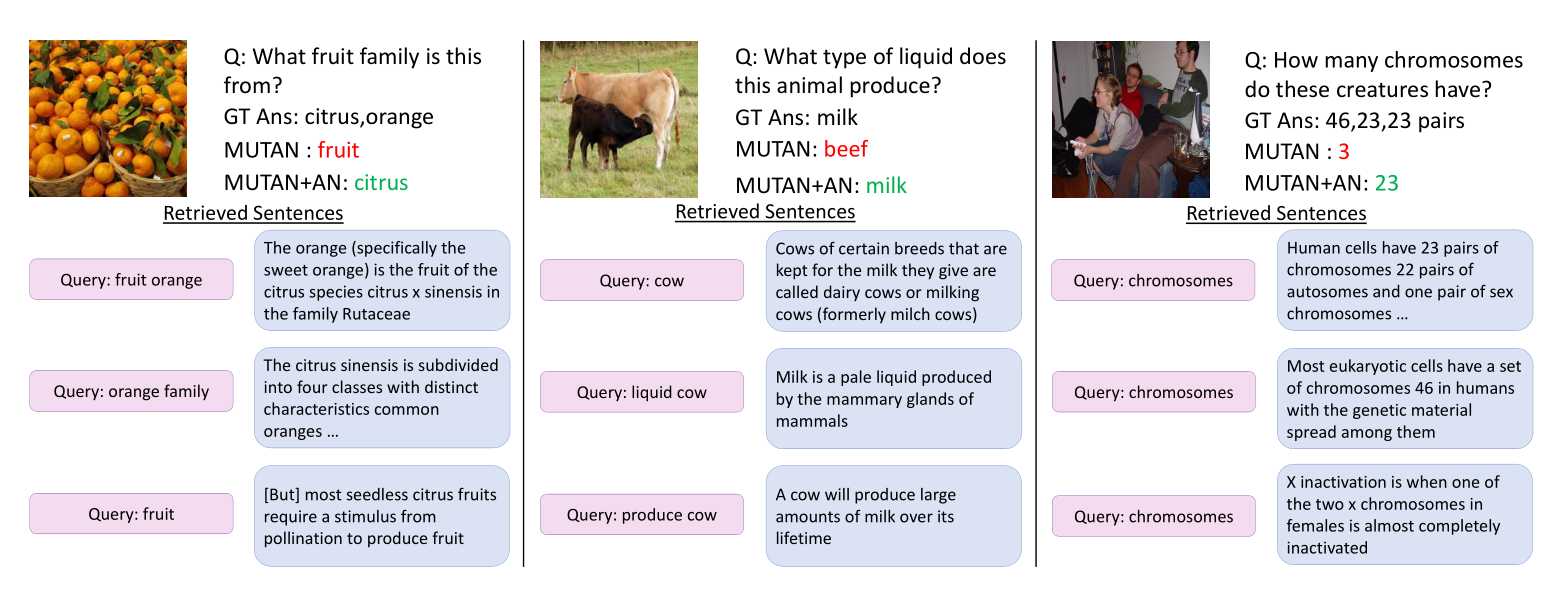 Q: What fruit family is this
from?
GT Ans: citrus,orange
MUTAN : fruit
MUTAN+AN: citrus
Retrieved Sentences
Query: fruit orange
The orange (specifically the
sweet orange) is the fruit of the
citrus species citrus x sinensis in
the family Rutaceae
Query: orange family
The citrus sinensis is subdivided
into four classes with distinct
characteristics common
oranges ...
Query: fruit
[But] most seedless citrus fruits
require a stimulus from
pollination to produce fruit
Q: What type of liquid does
this animal produce?
GT Ans: milk
MUTAN: beef
MUTAN+AN: milk
Retrieved Sentences
Query: cow
Cows of certain breeds that are
kept for the milk they give are
called dairy cows or milking
cows (formerly milch cows)
Query: liquid cow
Milk is a pale liquid produced
by the mammary glands of
mammals
Query: produce cow
A cow will produce large
amounts of milk over its
lifetime
Q: How many chromosomes
do these creatures have?
GT Ans: 46,23,23 pairs
MUTAN : 3
MUTAN+AN: 23
Retrieved Sentences
Query: chromosomes
Human cells have 23 pairs of
chromosomes 22 pairs of
autosomes and one pair of sex
chromosomes ...
Query: chromosomes
Most eukaryotic cells have a set
of chromosomes 46 in humans
with the genetic material
spread among them
Query: chromosomes
X inactivation is when one of
the two x chromosomes in
females is almost completely
inactivated